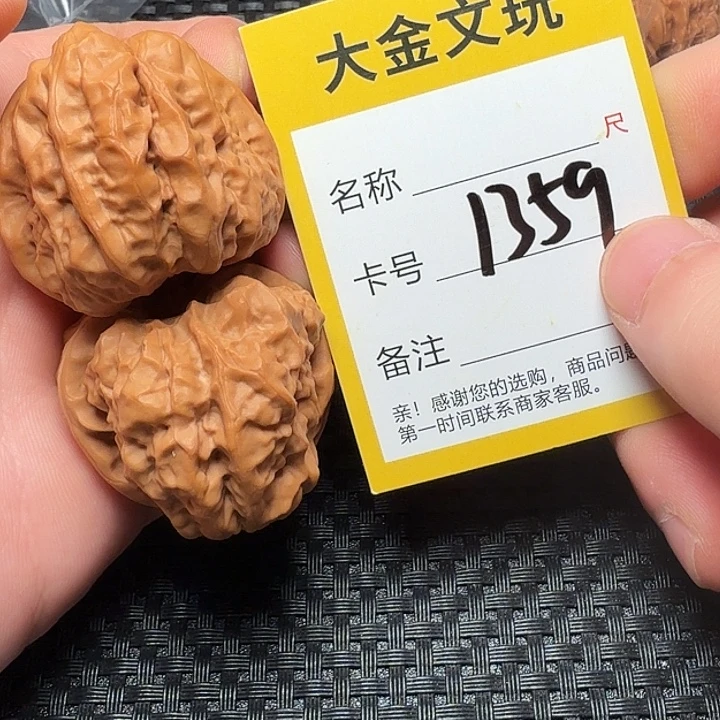 大金文玩
名称 尺
卡号 1359
备注
亲！感谢您的选购，商品问题
第一时间联系商家客服。